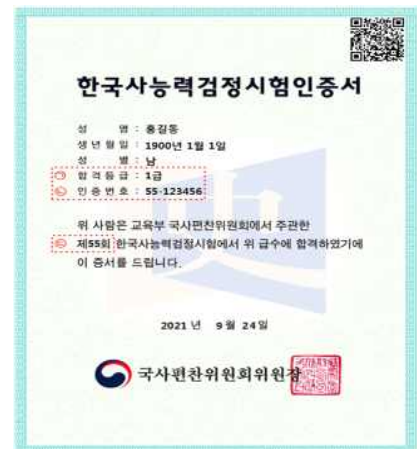 한국사능력검정시험인증서
성 명 : 홍길동
생년월일 : 1900년 1월 1일
성 별 : 남
합격등급 : 1급
인증번호 : 55-123456
위 사람은 교육부 국사편찬위원회에서 주관한
제55회 한국사능력검정시험에서 위 급수에 합격하였기에
이 증서를 드립니다.
2021년 9월 24일
국사편찬위원회위원장